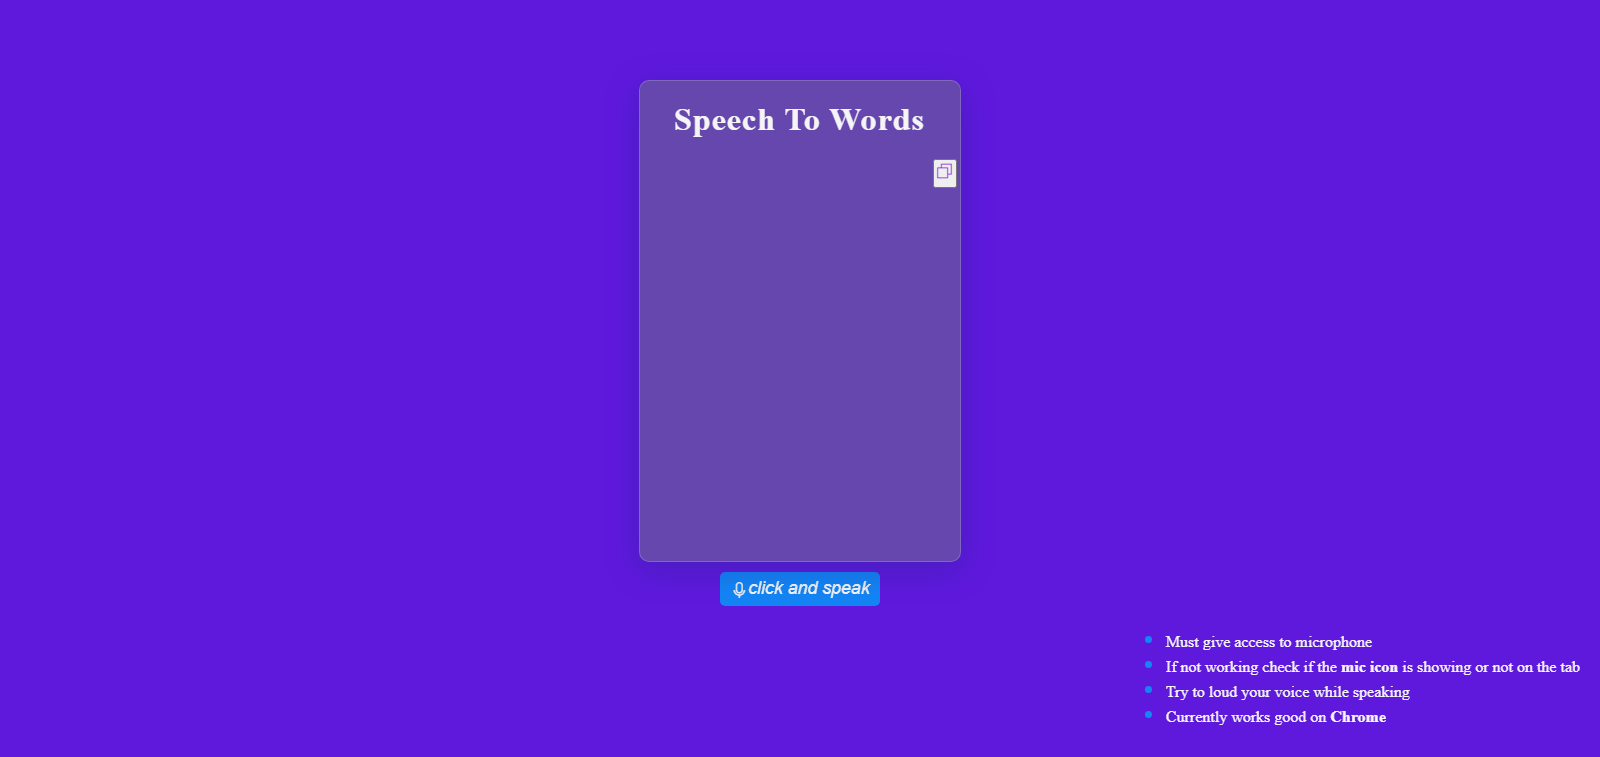 Speech To Words
click and speak
Must give access to microphone
If not working check if the mic icon is showing or not on the tab
Try to loud your voice while speaking
Currently works good on Chrome